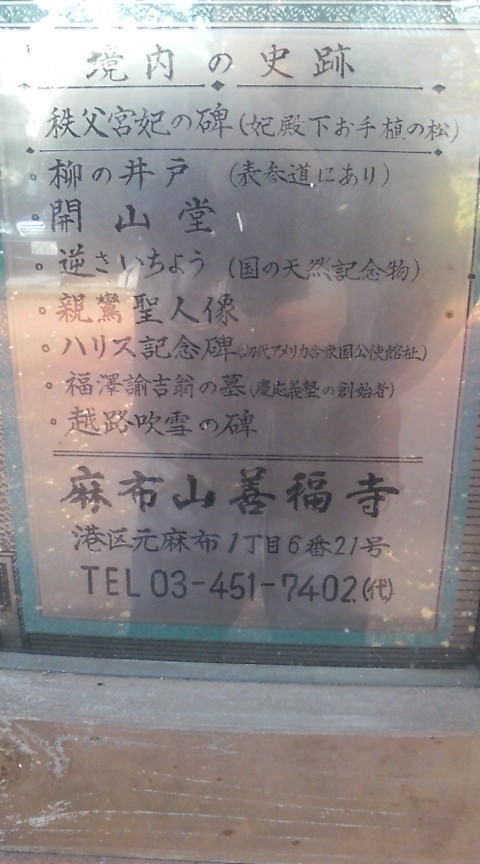 境内の史跡
秩父宮妃の碑(妃殿下お手植の松)
。柳の井戸 (表参道にあり)
。開山堂
。逆さいちょう (国の天然記念物)
。親鸞聖人像
。ハリス記念碑(初代アメリカ合衆国公使館祉)
。福澤諭吉翁の墓(慶応義塾の創始者)
。越路吹雪の碑
麻布山善福寺
港区元麻布1丁目6番21号
TEL 03-451-7402(代)